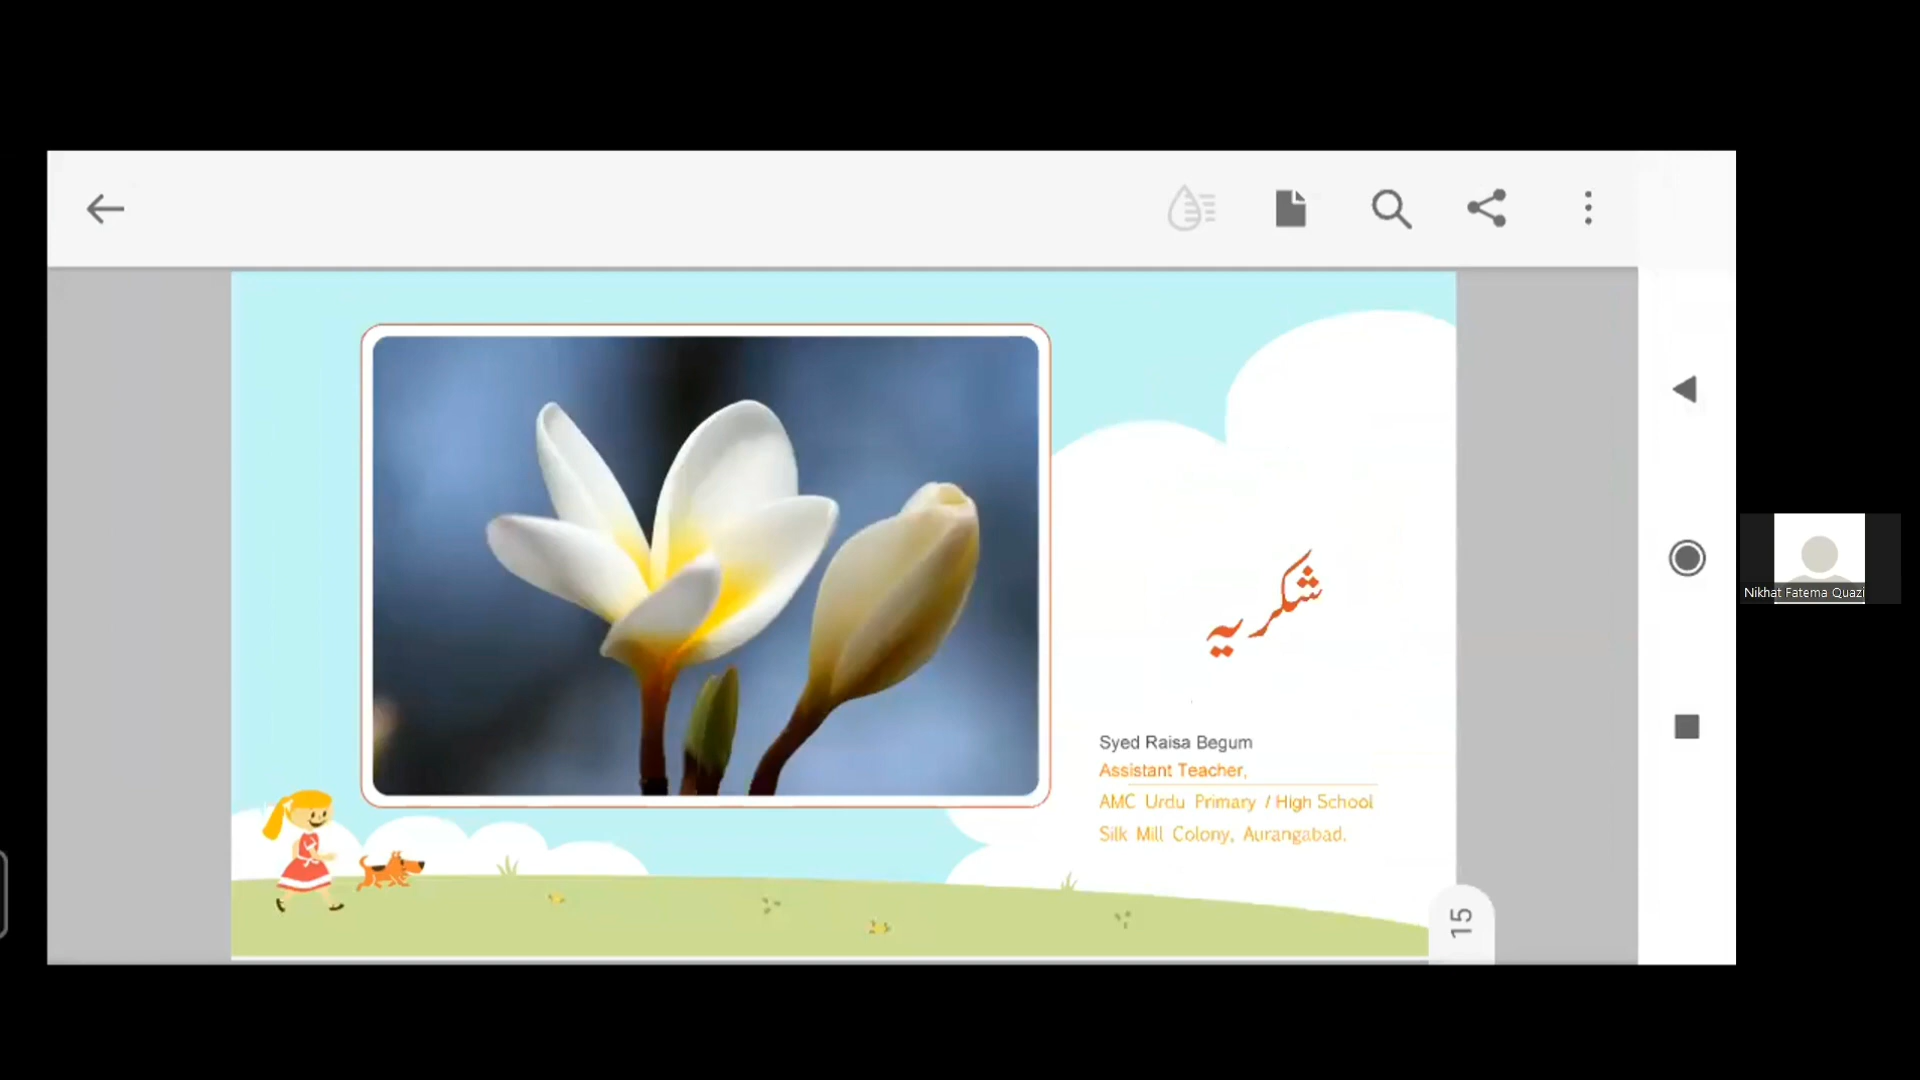 شکریہ
Syed Raisa Begum
Assistant Teacher,
AMC Urdu Primary / High School
Silk Mill Colony, Aurangabad.
15
Nikhat Fatema Quazi